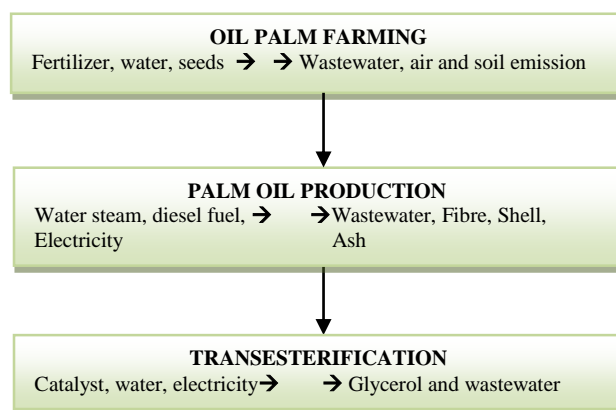 OIL PALM FARMING
Fertilizer, water, seeds → → Wastewater, air and soil emission
PALM OIL PRODUCTION
Water steam, diesel fuel, → →Wastewater, Fibre, Shell,
Electricity Ash
TRANSESTERIFICATION
Catalyst, water, electricity→ → Glycerol and wastewater